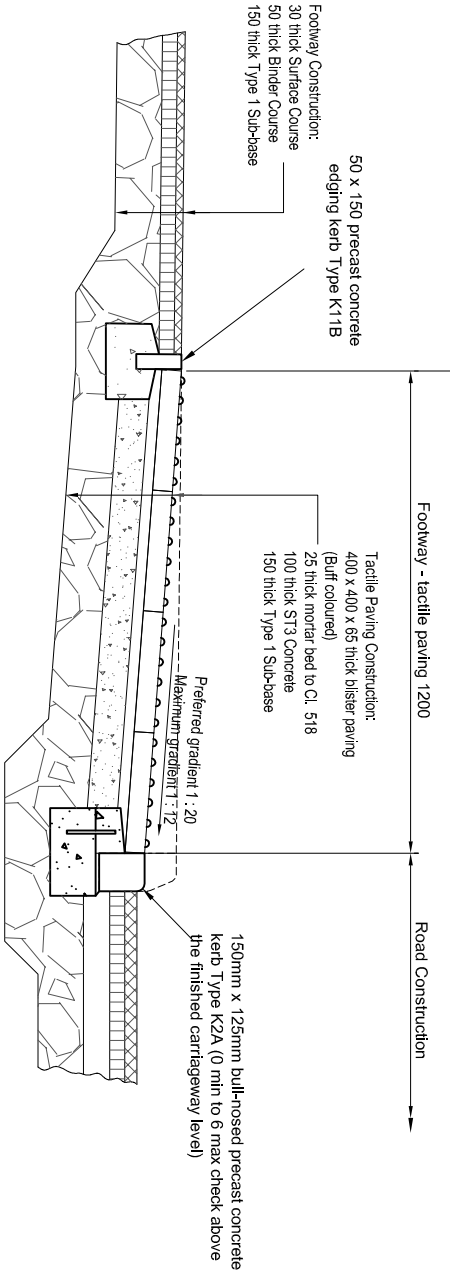 Footway Construction:
30 thick Surface Course
50 thick Binder Course
150 thick Type 1 Sub-base
50 x 150 precast concrete
edging kerb Type K11B
Footway - tactile paving 1200
Road Construction
Tactile Paving Construction:
400 x 400 x 65 thick blister paving
(Buff coloured)
25 thick mortar bed to Cl. 518
100 thick ST3 Concrete
150 thick Type 1 Sub-base
Preferred gradient 1 : 20
Maximum gradient 1 : 12
150mm x 125mm bull-nosed precast concrete
kerb Type K2A (0 min to 6 max check above
the finished carriageway level)